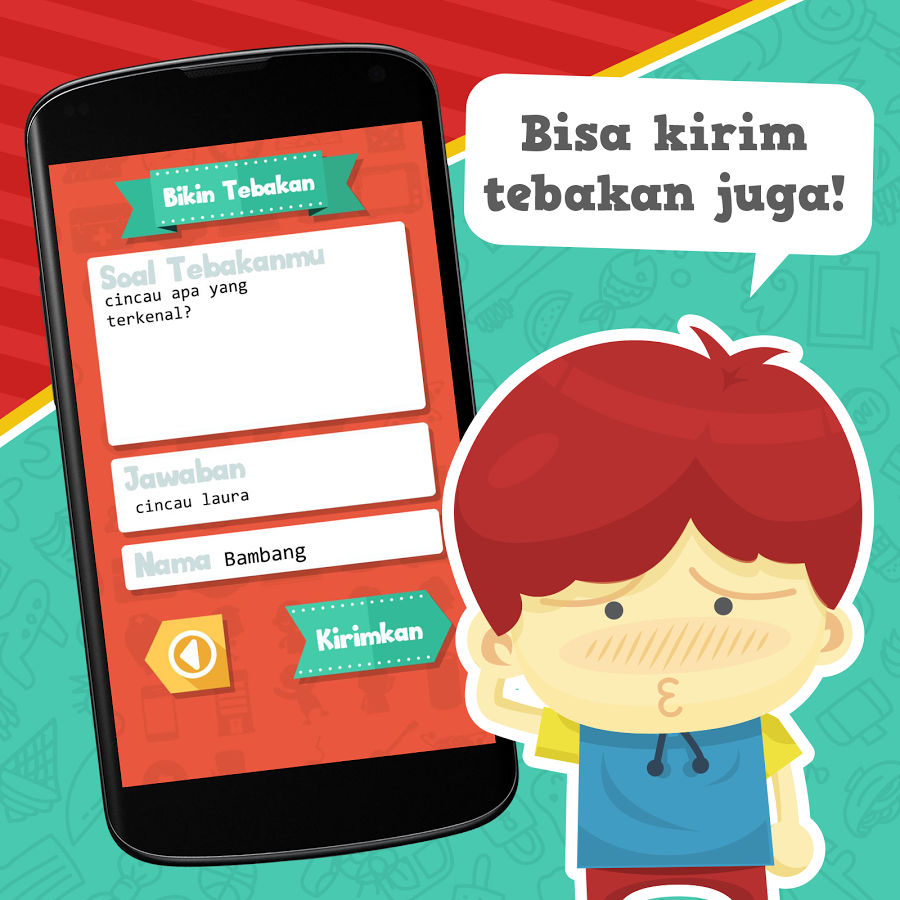 Bisa kirim
tebakan juga!
Bikin Tebakan
Soal Tebakanmu
cincau apa yang
terkenal?
Jawaban
cincau laura
Nama Bambang
Kirimkan